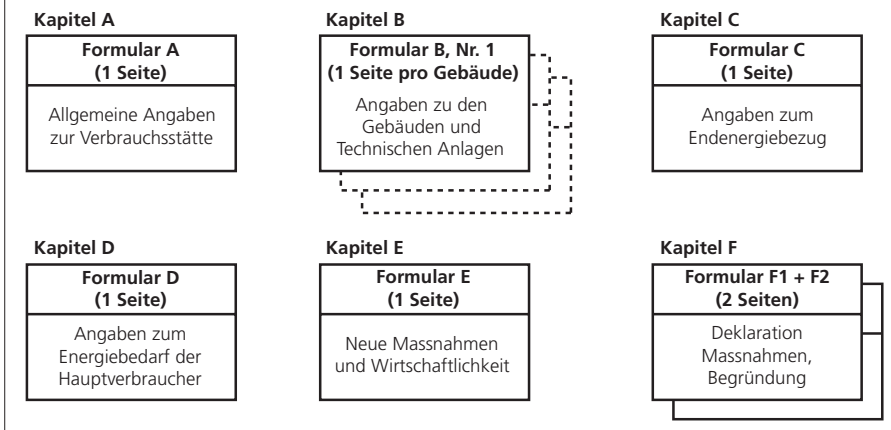 Kapitel A
Formular A
(1 Seite)
Allgemeine Angaben
zur Verbrauchsstätte
Kapitel B
Formular B, Nr. 1
(1 Seite pro Gebäude)
Angaben zu den
Gebäuden und
Technischen Anlagen
Kapitel C
Formular C
(1 Seite)
Angaben zum
Endenergiebezug
Kapitel D
Formular D
(1 Seite)
Angaben zum
Energiebedarf der
Hauptverbraucher
Kapitel E
Formular E
(1 Seite)
Neue Massnahmen
und Wirtschaftlichkeit
Kapitel F
Formular F1 + F2
(2 Seiten)
Deklaration
Massnahmen,
Begründung